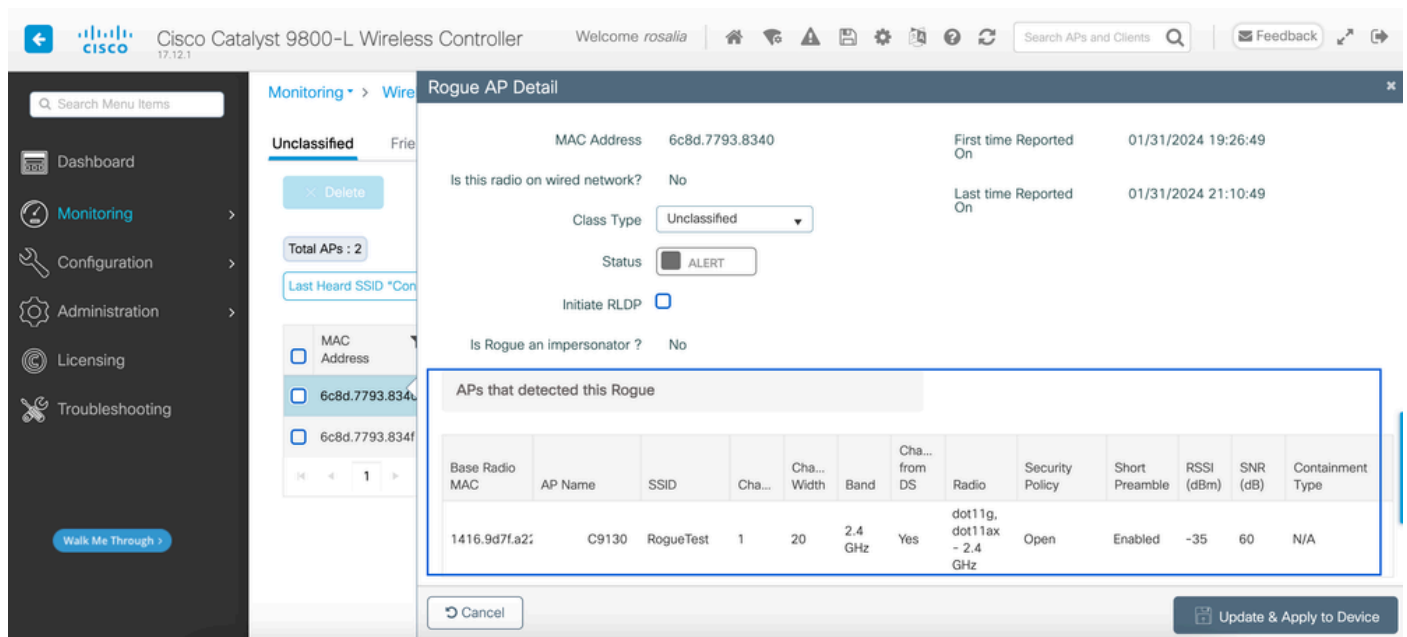 CISCO
Cisco Catalyst 9800-L Wireless Controller
17.12.1
Welcome rosalia
Search APs and Clients
Feedback
Search Menu Items
Dashboard
Monitoring
Configuration
Administration
Licensing
Troubleshooting
Walk Me Through >
Monitoring > Wire
Unclassified Frie
× Delete
Total APs : 2
Last Heard SSID "Con
MAC
Address
6c8d.7793.8340
6c8d.7793.834f
1
Rogue AP Detail
MAC Address 6c8d.7793.8340
Is this radio on wired network? No
Class Type Unclassified
Status ALERT
Initiate RLDP
Is Rogue an impersonator ? No
First time Reported
On
01/31/2024 19:26:49
Last time Reported
On
01/31/2024 21:10:49
APs that detected this Rogue
Base Radio
MAC
AP Name
SSID
Cha...
Cha...
Width
Band
Cha...
from
DS
Radio
Security
Policy
Short
Preamble
RSSI
(dBm)
SNR
(dB)
Containment
Type
1416.9d7f.a22
C9130
RogueTest
1
20
2.4
GHz
Yes
dot11g,
dot11ax
- 2.4
GHz
Open
Enabled
-35
60
N/A
Cancel
Update & Apply to Device